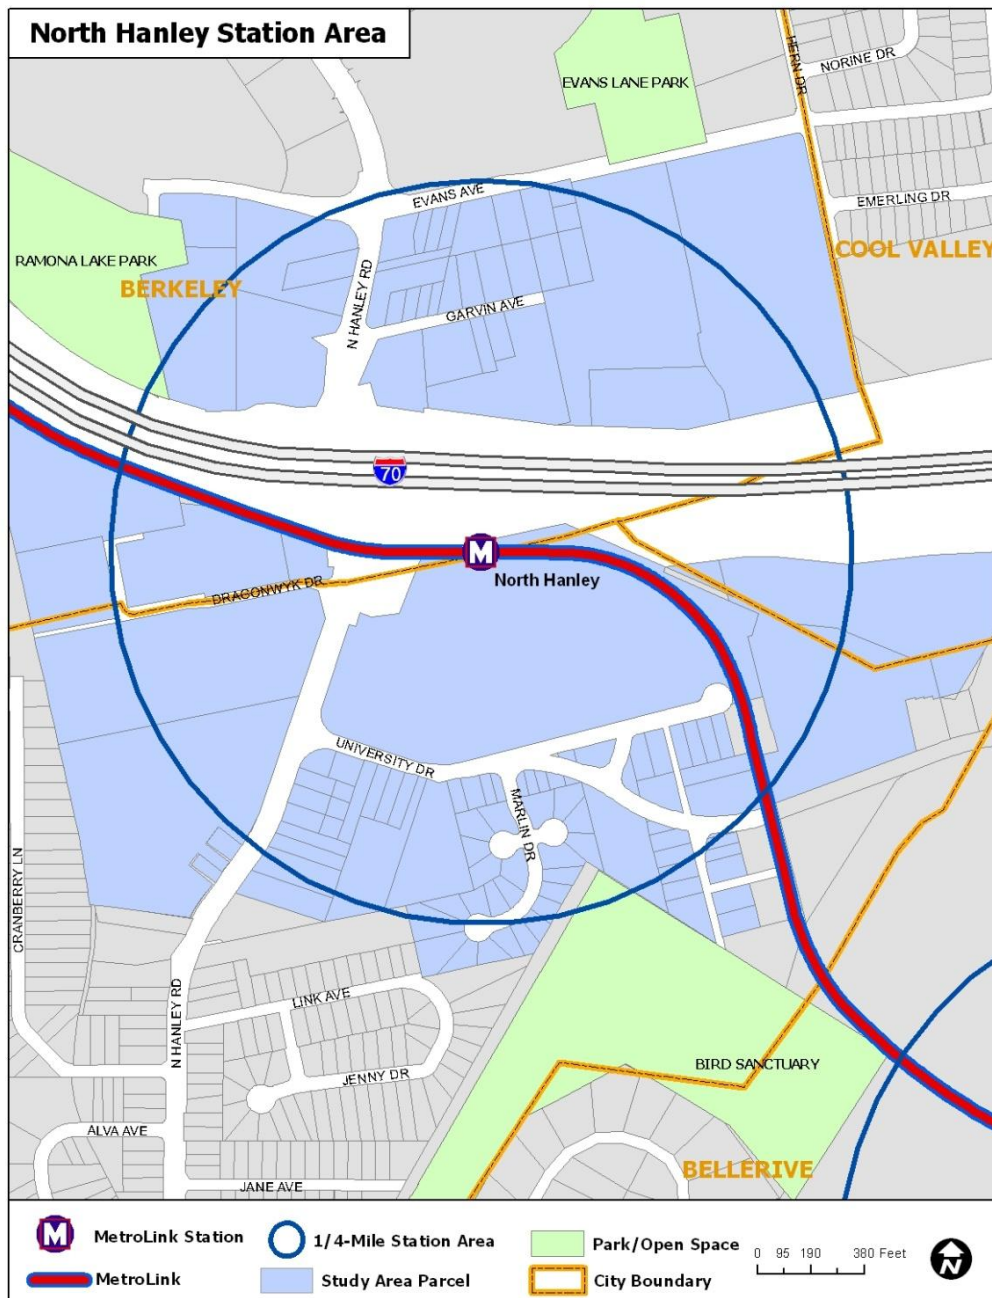 North Hanley Station Area
HERN DR
NORINE DR
EVANS LANE PARK
EVANS AVE
EMERLING DR
COOL VALLEY
RAMONA LAKE PARK
BERKELEY
N HANLEY RD
GARVIN AVE
70
M
North Hanley
DRACONWYK DR
UNIVERSITY DR
MARLIN DR
CRANBERRY LN
N HANLEY RD
LINK AVE
JENNY DR
BIRD SANCTUARY
ALVA AVE
BELLERIVE
JANE AVE
M MetroLink Station
1/4-Mile Station Area
Park/Open Space
0 95 190 380 Feet
N
MetroLink
Study Area Parcel
City Boundary